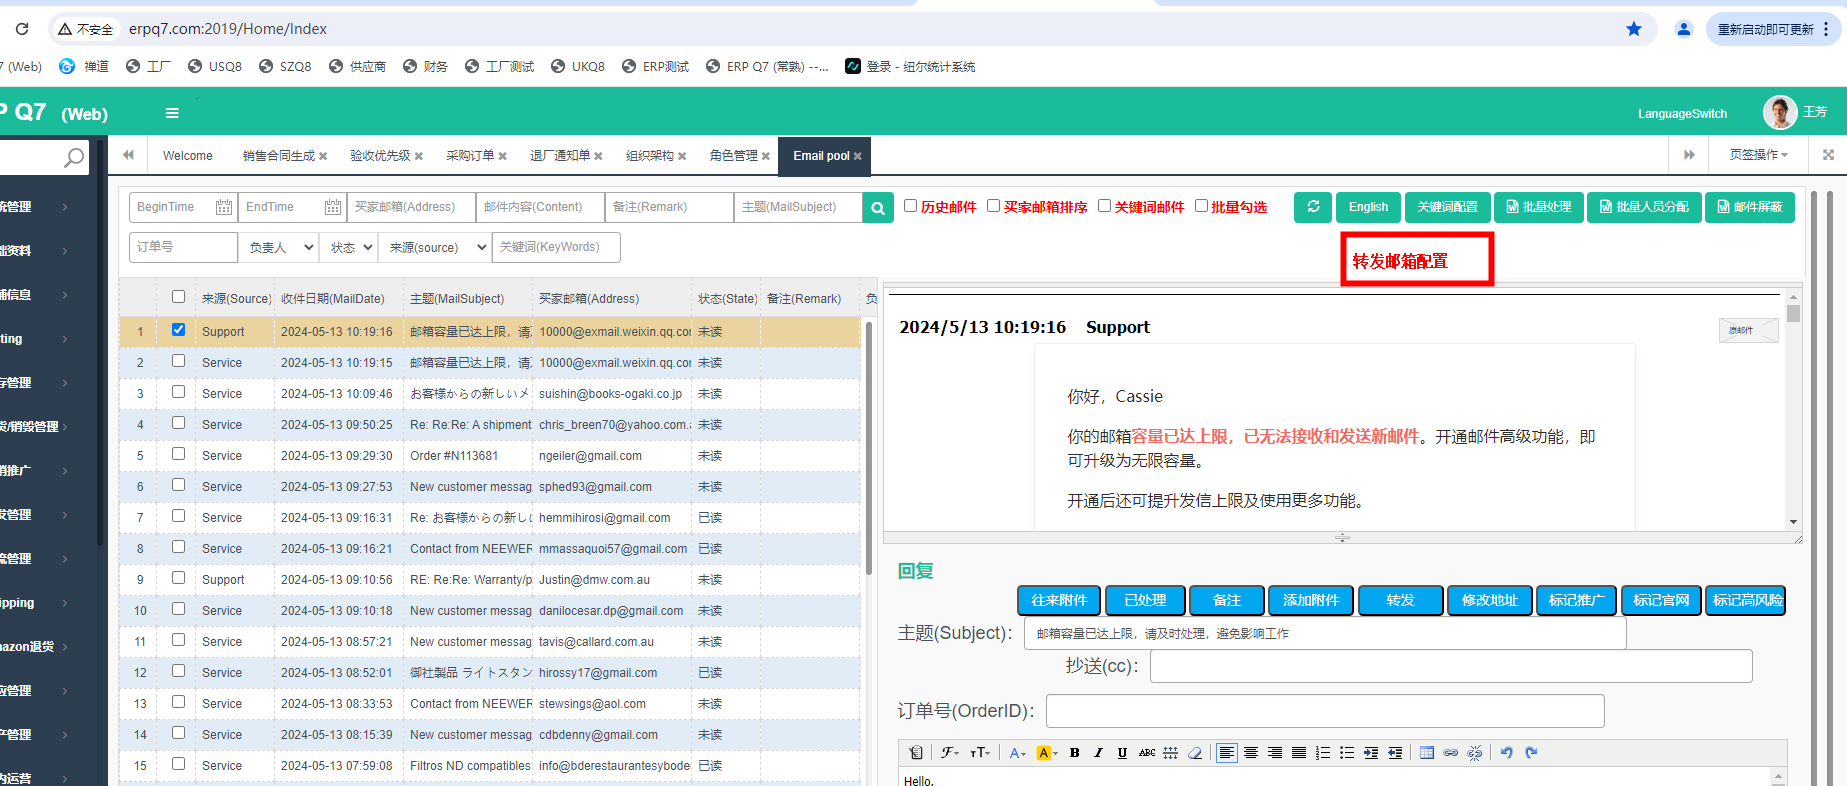 不安全 erpq7.com:2019/Home/Index 重新启动即可更新
7 (Web) 禅道 工厂 USQ8 SZQ8 供应商 财务 工厂测试 UKQ8 ERP测试 ERP Q7 (常熟) --... 登录 - 纽尔统计系统
P Q7 (Web) LanguageSwitch 王芳
Welcome 销售合同生成 验收优先级 采购订单 退厂通知单 组织架构 角色管理 Email pool 页签操作
BeginTime EndTime 买家邮箱(Address) 邮件内容(Content) 备注(Remark) 主题(MailSubject) 历史邮件 买家邮箱排序 关键词邮件 批量勾选 English 关键词配置 批量处理 批量人员分配 邮件屏蔽
订单号 负责人 状态 来源(source) 关键词(KeyWords)
转发邮箱配置
统管理
础资料
铺信息
ting
存管理
货/销毁管理
销推广
发管理
流管理
ipping
mazon退货
应管理
产管理
内运营
来源(Source) 收件日期(MailDate) 主题(MailSubject) 买家邮箱(Address) 状态(State) 备注(Remark) 负
1 Support 2024-05-13 10:19:16 邮箱容量已达上限，请 10000@exmail.weixin.qq.cor 未读
2 Service 2024-05-13 10:19:15 邮箱容量已达上限，请 10000@exmail.weixin.qq.cor 未读
3 Service 2024-05-13 10:09:46 お客様からの新しいメ suishin@books-ogaki.co.jp 未读
4 Service 2024-05-13 09:50:25 Re: Re:Re: A shipment chris_breen70@yahoo.com. 未读
5 Service 2024-05-13 09:29:30 Order #N113681 ngeiler@gmail.com 未读
6 Service 2024-05-13 09:27:53 New customer messag sphed93@gmail.com 未读
7 Service 2024-05-13 09:16:31 Re: お客様からの新しい hemmihirosi@gmail.com 已读
8 Service 2024-05-13 09:16:21 Contact from NEEWER mmassaquoi57@gmail.com 已读
9 Support 2024-05-13 09:10:56 RE: Re:Re: Warranty/p Justin@dmw.com.au 未读
10 Service 2024-05-13 09:10:18 New customer messag danilocesar.dp@gmail.com 未读
11 Service 2024-05-13 08:57:21 New customer messag tavis@callard.com.au 未读
12 Service 2024-05-13 08:52:01 御社製品 ライトスタン hirossy17@gmail.com 已读
13 Service 2024-05-13 08:33:53 Contact from NEEWER stewsings@aol.com 未读
14 Service 2024-05-13 08:15:39 New customer messag cdbdenny@gmail.com 未读
15 Service 2024-05-13 07:59:08 Filtros ND compatibles info@bderestaurantesybode 已读
2024/5/13 10:19:16 Support
原邮件
你好，Cassie
你的邮箱容量已达上限，已无法接收和发送新邮件。开通邮件高级功能，即
可升级为无限容量。
开通后还可提升发信上限及使用更多功能。
回复
往来附件 已处理 备注 添加附件 转发 修改地址 标记推广 标记官网 标记高风险
主题(Subject)： 邮箱容量已达上限，请及时处理，避免影响工作
抄送(cc)：
订单号(OrderID)：
Hello,